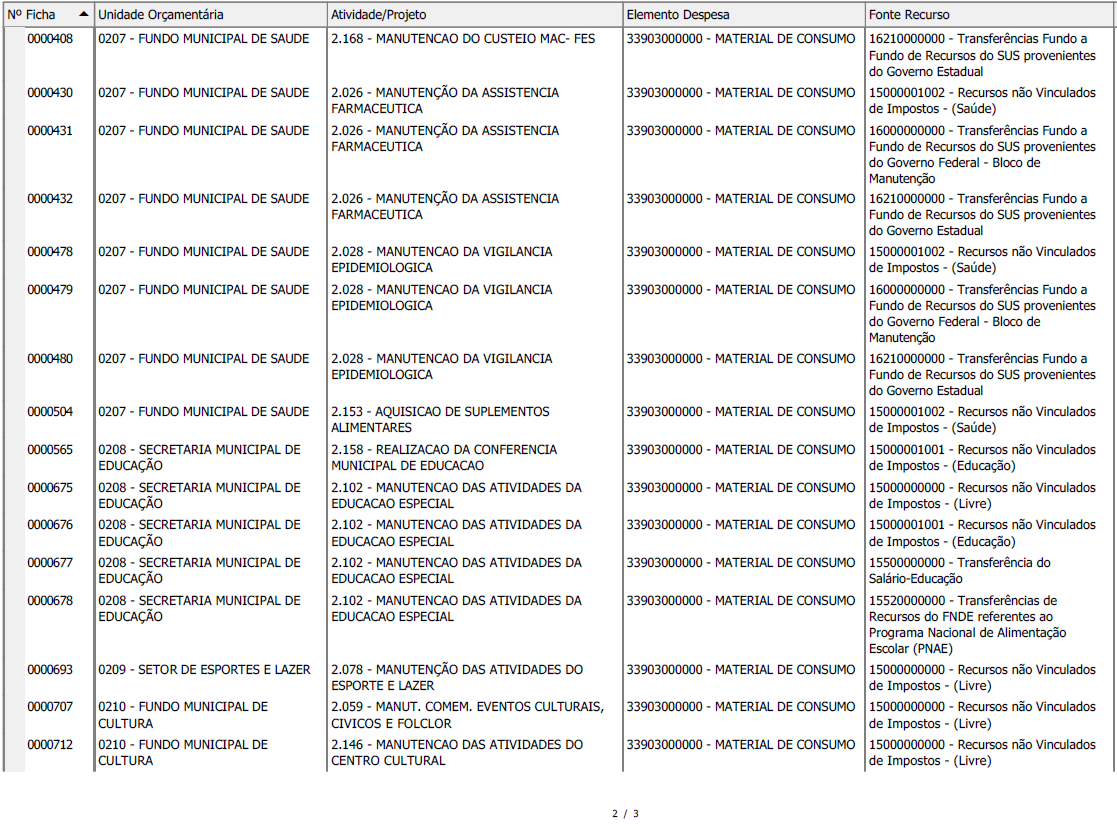 Nº Ficha Unidade Orçamentária Atividade/Projeto Elemento Despesa Fonte Recurso
0000408 0207 - FUNDO MUNICIPAL DE SAUDE 2.168 - MANUTENCAO DO CUSTEIO MAC- FES 33903000000 - MATERIAL DE CONSUMO 16210000000 - Transferências Fundo a
Fundo de Recursos do SUS provenientes
do Governo Estadual
0000430 0207 - FUNDO MUNICIPAL DE SAUDE 2.026 - MANUTENÇÃO DA ASSISTENCIA 33903000000 - MATERIAL DE CONSUMO 15000001002 - Recursos não Vinculados
FARMACEUTICA de Impostos - (Saúde)
0000431 0207 - FUNDO MUNICIPAL DE SAUDE 2.026 - MANUTENÇÃO DA ASSISTENCIA 33903000000 - MATERIAL DE CONSUMO 16000000000 - Transferências Fundo a
FARMACEUTICA Fundo de Recursos do SUS provenientes
do Governo Federal - Bloco de
Manutenção
0000432 0207 - FUNDO MUNICIPAL DE SAUDE 2.026 - MANUTENÇÃO DA ASSISTENCIA 33903000000 - MATERIAL DE CONSUMO 16210000000 - Transferências Fundo a
FARMACEUTICA Fundo de Recursos do SUS provenientes
do Governo Estadual
0000478 0207 - FUNDO MUNICIPAL DE SAUDE 2.028 - MANUTENCAO DA VIGILANCIA 33903000000 - MATERIAL DE CONSUMO 15000001002 - Recursos não Vinculados
EPIDEMIOLOGICA de Impostos - (Saúde)
0000479 0207 - FUNDO MUNICIPAL DE SAUDE 2.028 - MANUTENCAO DA VIGILANCIA 33903000000 - MATERIAL DE CONSUMO 16000000000 - Transferências Fundo a
EPIDEMIOLOGICA Fundo de Recursos do SUS provenientes
do Governo Federal - Bloco de
Manutenção
0000480 0207 - FUNDO MUNICIPAL DE SAUDE 2.028 - MANUTENCAO DA VIGILANCIA 33903000000 - MATERIAL DE CONSUMO 16210000000 - Transferências Fundo a
EPIDEMIOLOGICA Fundo de Recursos do SUS provenientes
do Governo Estadual
0000504 0207 - FUNDO MUNICIPAL DE SAUDE 2.153 - AQUISICAO DE SUPLEMENTOS 33903000000 - MATERIAL DE CONSUMO 15000001002 - Recursos não Vinculados
ALIMENTARES de Impostos - (Saúde)
0000565 0208 - SECRETARIA MUNICIPAL DE 2.158 - REALIZACAO DA CONFERENCIA 33903000000 - MATERIAL DE CONSUMO 15000001001 - Recursos não Vinculados
EDUCAÇÃO MUNICIPAL DE EDUCACAO de Impostos - (Educação)
0000675 0208 - SECRETARIA MUNICIPAL DE 2.102 - MANUTENCAO DAS ATIVIDADES DA 33903000000 - MATERIAL DE CONSUMO 15000000000 - Recursos não Vinculados
EDUCAÇÃO EDUCACAO ESPECIAL de Impostos - (Livre)
0000676 0208 - SECRETARIA MUNICIPAL DE 2.102 - MANUTENCAO DAS ATIVIDADES DA 33903000000 - MATERIAL DE CONSUMO 15000001001 - Recursos não Vinculados
EDUCAÇÃO EDUCACAO ESPECIAL de Impostos - (Educação)
0000677 0208 - SECRETARIA MUNICIPAL DE 2.102 - MANUTENCAO DAS ATIVIDADES DA 33903000000 - MATERIAL DE CONSUMO 15500000000 - Transferência do
EDUCAÇÃO EDUCACAO ESPECIAL Salário-Educação
0000678 0208 - SECRETARIA MUNICIPAL DE 2.102 - MANUTENCAO DAS ATIVIDADES DA 33903000000 - MATERIAL DE CONSUMO 15520000000 - Transferências de
EDUCAÇÃO EDUCACAO ESPECIAL Recursos do FNDE referentes ao
Programa Nacional de Alimentação
Escolar (PNAE)
0000693 0209 - SETOR DE ESPORTES E LAZER 2.078 - MANUTENÇÃO DAS ATIVIDADES DO 33903000000 - MATERIAL DE CONSUMO 15000000000 - Recursos não Vinculados
ESPORTE E LAZER de Impostos - (Livre)
0000707 0210 - FUNDO MUNICIPAL DE 2.059 - MANUT. COMEM. EVENTOS CULTURAIS, 33903000000 - MATERIAL DE CONSUMO 15000000000 - Recursos não Vinculados
CULTURA CIVICOS E FOLCLOR de Impostos - (Livre)
0000712 0210 - FUNDO MUNICIPAL DE 2.146 - MANUTENCAO DAS ATIVIDADES DO 33903000000 - MATERIAL DE CONSUMO 15000000000 - Recursos não Vinculados
CULTURA CENTRO CULTURAL de Impostos - (Livre)
2 / 3